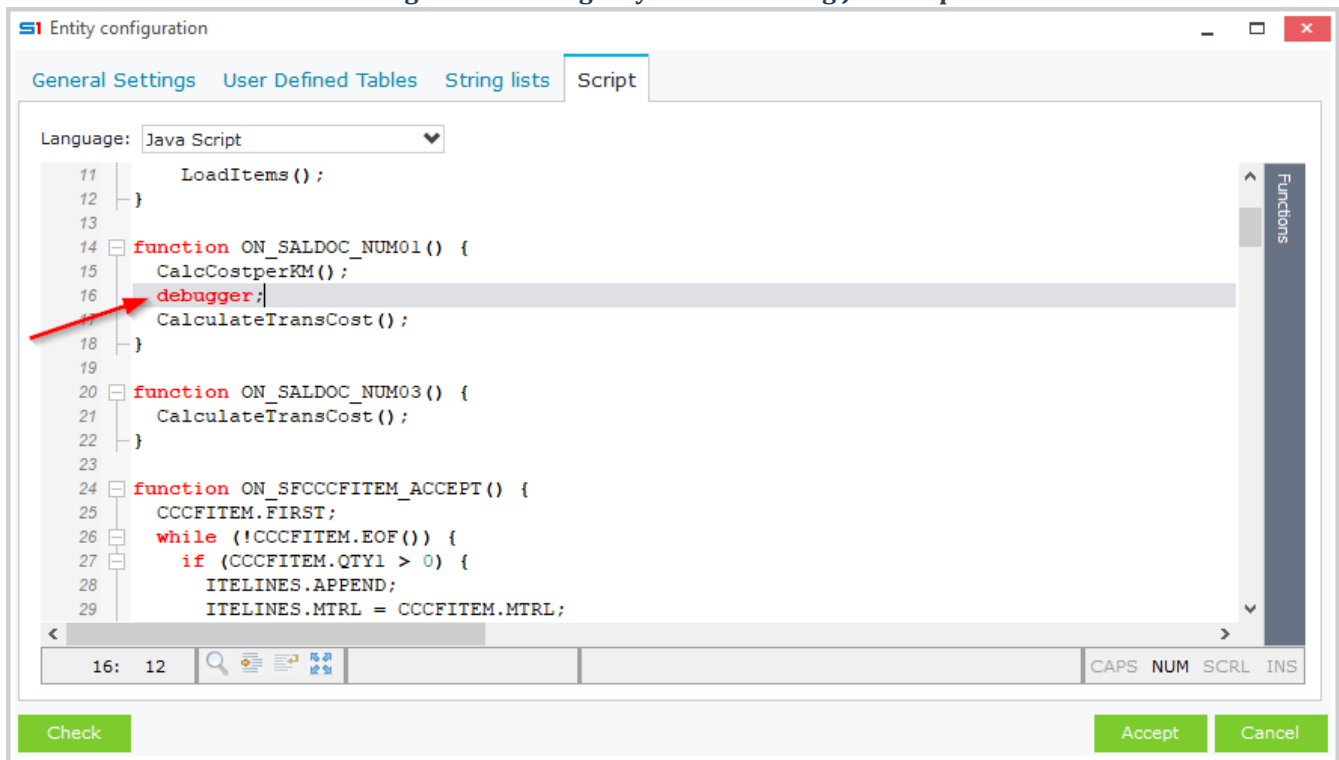 S1 Entity configuration
General Settings User Defined Tables String lists Script
Language: Java Script
Functions
11 LoadItems();
12 }
13
14 function ON_SALDOC_NUM01() {
15 CalcCostperKM();
16 debugger;
17 CalculateTransCost();
18 }
19
20 function ON_SALDOC_NUM03() {
21 CalculateTransCost();
22 }
23
24 function ON_SFCCCFITEM_ACCEPT() {
25 CCCFITEM.FIRST;
26 while (!CCCFITEM.EOF()) {
27 if (CCCFITEM.QTY1 > 0) {
28 ITELINES.APPEND;
29 ITELINES.MTRL = CCCFITEM.MTRL;
16: 12 CAPS NUM SCRL INS
Check Accept Cancel